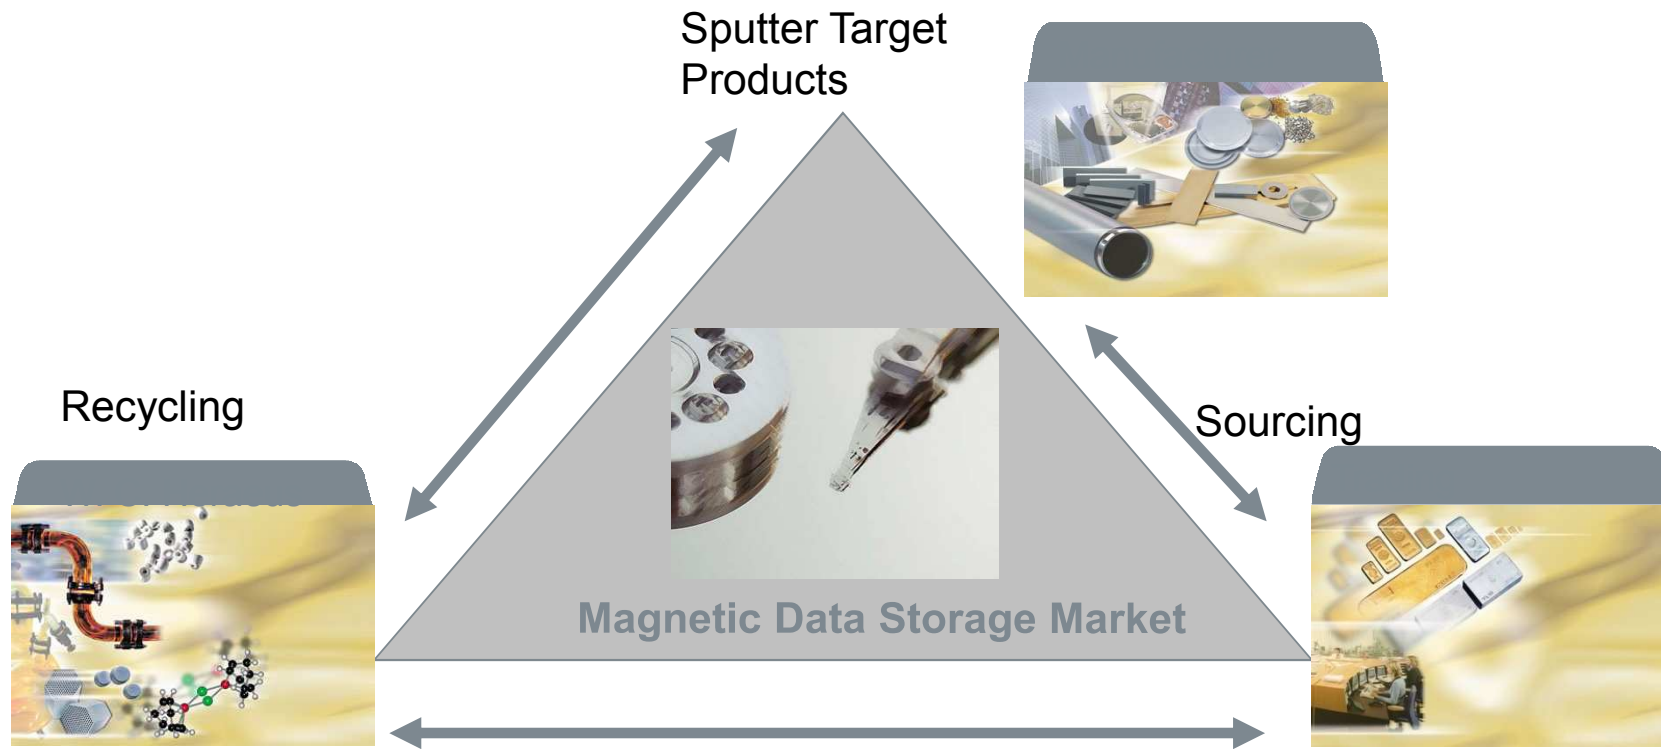 Sputter Target
Products
Recycling
Sourcing
Magnetic Data Storage Market